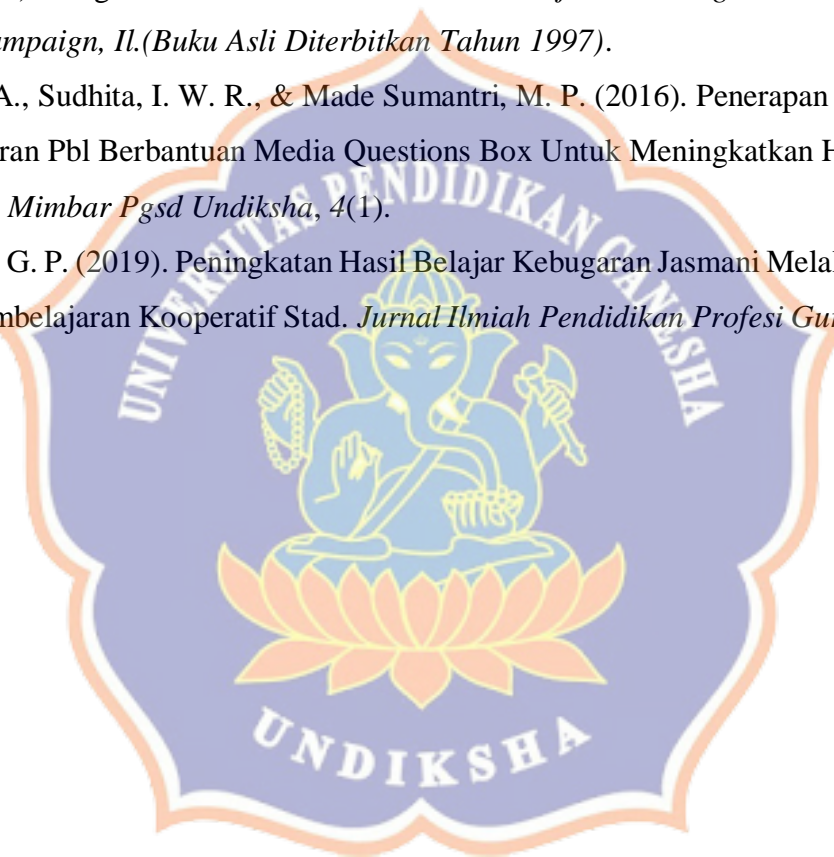 mpaign, Il.(Buku Asli Diterbitkan Tahun 1997).
A., Sudhita, I. W. R., & Made Sumantri, M. P. (2016). Penerapan
ran Pbl Berbantuan Media Questions Box Untuk Meningkatkan H
Mimbar Pgsd Undiksha, 4(1).
G. P. (2019). Peningkatan Hasil Belajar Kebugaran Jasmani Mela
mbelajaran Kooperatif Stad. Jurnal Ilmiah Pendidikan Profesi Gu
UNIVERSITAS PENDIDIKAN GANESHA
UNDIKSHA